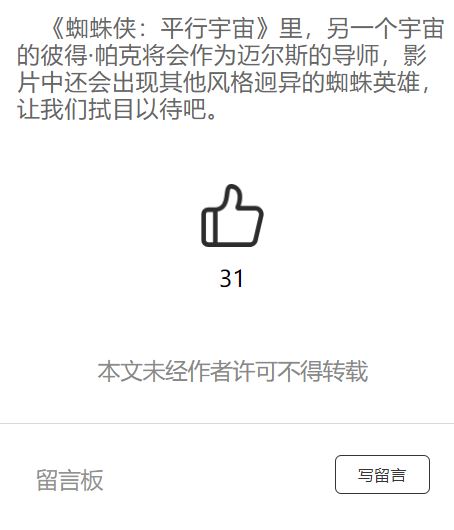 《蜘蛛侠：平行宇宙》里，另一个宇宙
的彼得·帕克将会作为迈尔斯的导师，影
片中还会出现其他风格迥异的蜘蛛英雄，
让我们拭目以待吧。
31
本文未经作者许可不得转载
留言板
写留言